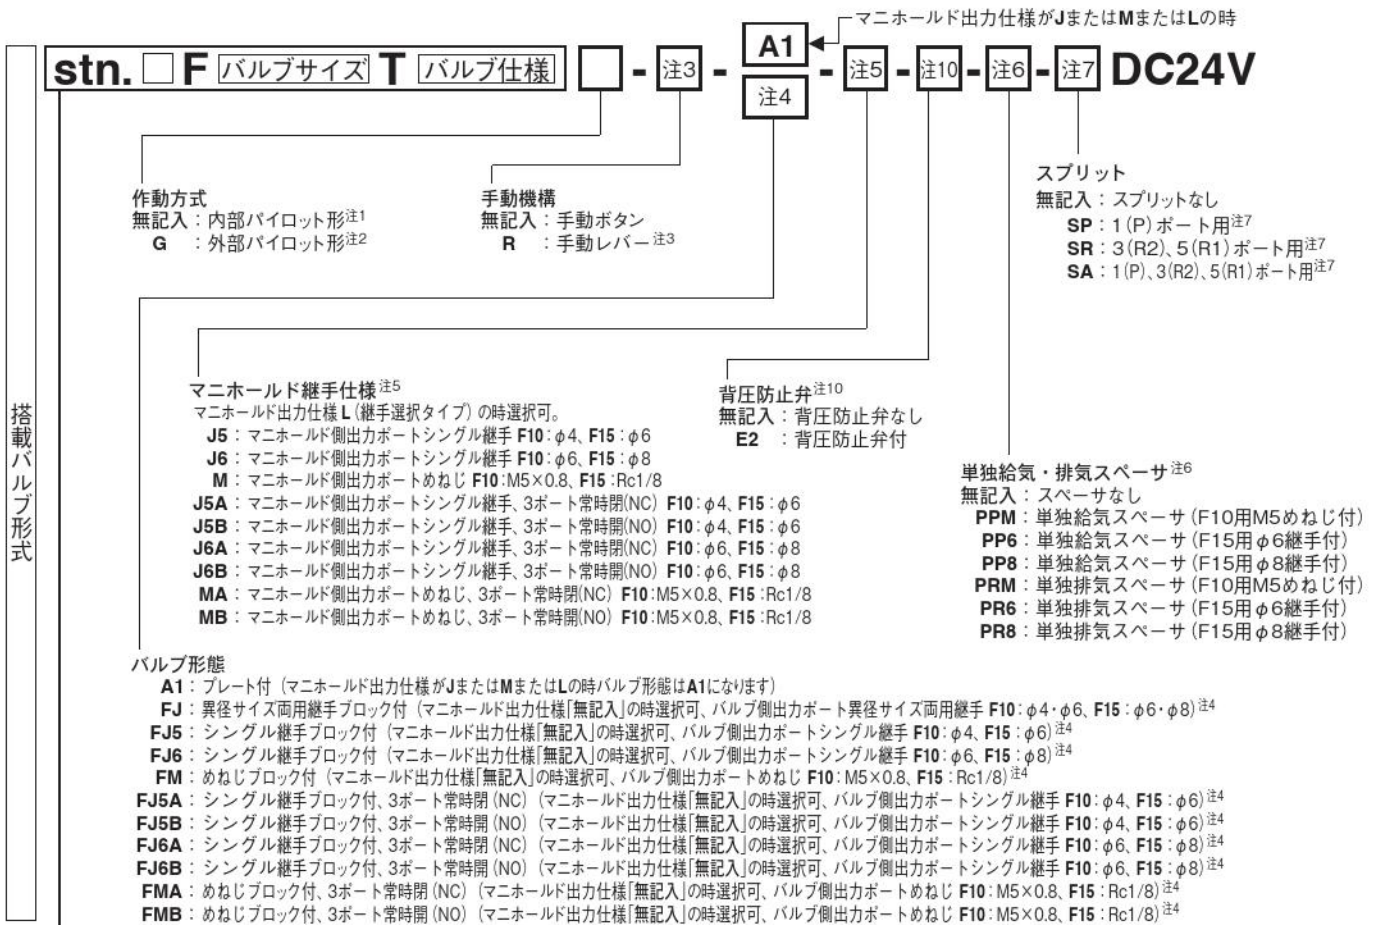 マニホールド出力仕様がJまたはMまたはLの時
stn. □ F バルブサイズ T バルブ仕様 □ - 注3 - A1 注4 - 注5 - 注10 - 注6 - 注7 DC24V
搭載バルブ形式
作動方式
無記入：内部パイロット形注1
G ：外部パイロット形注2
手動機構
無記入：手動ボタン
R ：手動レバー注3
スプリット
無記入：スプリットなし
SP：1(P)ポート用注7
SR：3(R2)、5(R1)ポート用注7
SA：1(P)、3(R2)、5(R1)ポート用注7
マニホールド継手仕様注5
マニホールド出力仕様L（継手選択タイプ）の時選択可。
J5：マニホールド側出力ポートシングル継手 F10：φ4、F15：φ6
J6：マニホールド側出力ポートシングル継手 F10：φ6、F15：φ8
M：マニホールド側出力ポートめねじ F10：M5×0.8、F15：Rc1/8
J5A：マニホールド側出力ポートシングル継手、3ポート常時閉(NC) F10：φ4、F15：φ6
J5B：マニホールド側出力ポートシングル継手、3ポート常時開(NO) F10：φ4、F15：φ6
J6A：マニホールド側出力ポートシングル継手、3ポート常時閉(NC) F10：φ6、F15：φ8
J6B：マニホールド側出力ポートシングル継手、3ポート常時開(NO) F10：φ6、F15：φ8
MA：マニホールド側出力ポートめねじ、3ポート常時閉(NC) F10：M5×0.8、F15：Rc1/8
MB：マニホールド側出力ポートめねじ、3ポート常時開(NO) F10：M5×0.8、F15：Rc1/8
背圧防止弁注10
無記入：背圧防止弁なし
E2 ：背圧防止弁付
単独給気・排気スペーサ注6
無記入：スペーサなし
PPM：単独給気スペーサ（F10用M5めねじ付）
PP6：単独給気スペーサ（F15用φ6継手付）
PP8：単独給気スペーサ（F15用φ8継手付）
PRM：単独排気スペーサ（F10用M5めねじ付）
PR6：単独排気スペーサ（F15用φ6継手付）
PR8：単独排気スペーサ（F15用φ8継手付）
バルブ形態
A1：プレート付（マニホールド出力仕様がJまたはMまたはLの時バルブ形態はA1になります）
FJ：異径サイズ両用継手ブロック付（マニホールド出力仕様「無記入」の時選択可、バルブ側出力ポート異径サイズ両用継手 F10：φ4・φ6、F15：φ6・φ8）注4
FJ5：シングル継手ブロック付（マニホールド出力仕様「無記入」の時選択可、バルブ側出力ポートシングル継手 F10：φ4、F15：φ6）注4
FJ6：シングル継手ブロック付（マニホールド出力仕様「無記入」の時選択可、バルブ側出力ポートシングル継手 F10：φ6、F15：φ8）注4
FM：めねじブロック付（マニホールド出力仕様「無記入」の時選択可、バルブ側出力ポートめねじ F10：M5×0.8、F15：Rc1/8）注4
FJ5A：シングル継手ブロック付、3ポート常時閉（NC）（マニホールド出力仕様「無記入」の時選択可、バルブ側出力ポートシングル継手 F10：φ4、F15：φ6）注4
FJ5B：シングル継手ブロック付、3ポート常時開（NO）（マニホールド出力仕様「無記入」の時選択可、バルブ側出力ポートシングル継手 F10：φ4、F15：φ6）注4
FJ6A：シングル継手ブロック付、3ポート常時閉（NC）（マニホールド出力仕様「無記入」の時選択可、バルブ側出力ポートシングル継手 F10：φ6、F15：φ8）注4
FJ6B：シングル継手ブロック付、3ポート常時開（NO）（マニホールド出力仕様「無記入」の時選択可、バルブ側出力ポートシングル継手 F10：φ6、F15：φ8）注4
FMA：めねじブロック付、3ポート常時閉（NC）（マニホールド出力仕様「無記入」の時選択可、バルブ側出力ポートめねじ F10：M5×0.8、F15：Rc1/8）注4
FMB：めねじブロック付、3ポート常時開（NO）（マニホールド出力仕様「無記入」の時選択可、バルブ側出力ポートめねじ F10：M5×0.8、F15：Rc1/8）注4